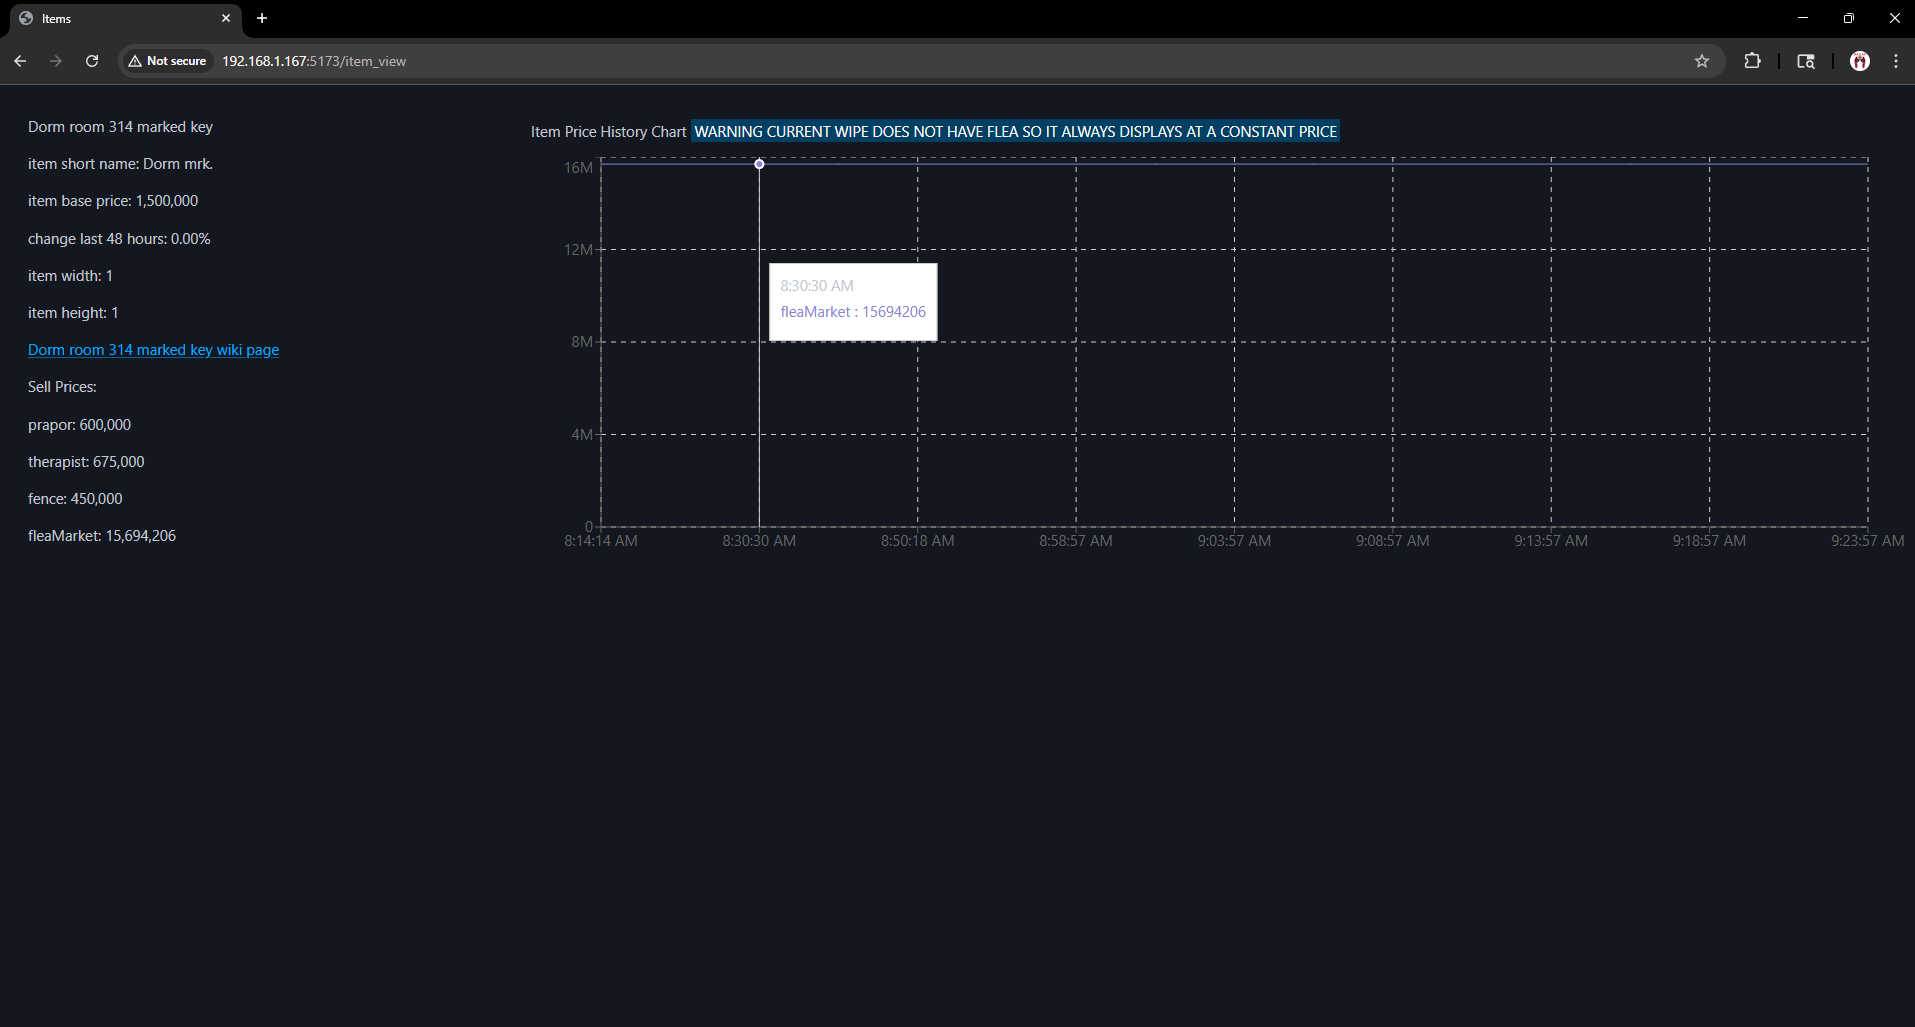 Items
Not secure 192.168.1.167:5173/item_view
Dorm room 314 marked key
item short name: Dorm mrk.
item base price: 1,500,000
change last 48 hours: 0.00%
item width: 1
item height: 1
Dorm room 314 marked key wiki page
Sell Prices:
prapor: 600,000
therapist: 675,000
fence: 450,000
fleaMarket: 15,694,206
Item Price History Chart WARNING CURRENT WIPE DOES NOT HAVE FLEA SO IT ALWAYS DISPLAYS AT A CONSTANT PRICE
16M
12M
8M
4M
0
8:30:30 AM
fleaMarket : 15694206
8:14:14 AM 8:30:30 AM 8:50:18 AM 8:58:57 AM 9:03:57 AM 9:08:57 AM 9:13:57 AM 9:18:57 AM 9:23:57 AM